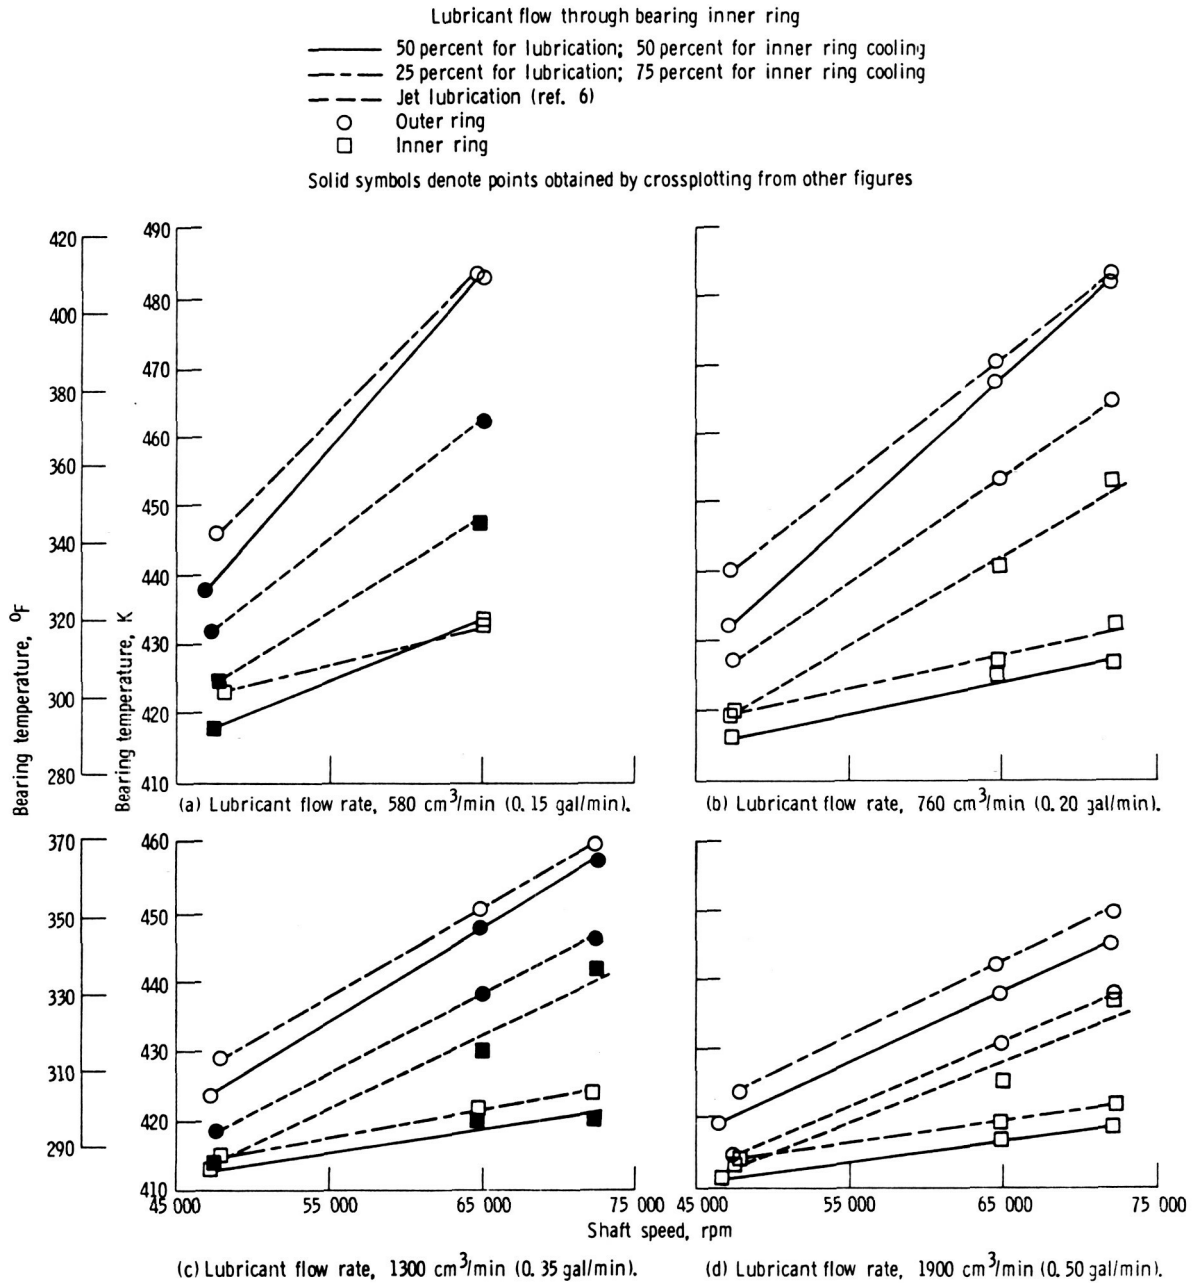 Lubricant flow through bearing inner ring
50 percent for lubrication; 50 percent for inner ring cooling
25 percent for lubrication; 75 percent for inner ring cooling
Jet lubrication (ref. 6)
Outer ring
Inner ring
Solid symbols denote points obtained by crossplotting from other figures
Bearing temperature, °F
420
400
380
360
340
320
300
280
Bearing temperature, K
490
480
470
460
450
440
430
420
410
(a) Lubricant flow rate, 580 cm³/min (0.15 gal/min).
(b) Lubricant flow rate, 760 cm³/min (0.20 gal/min).
370
350
330
310
290
460
450
440
430
420
410
45 000 55 000 65 000 75 000 45 000 55 000 65 000 75 000
Shaft speed, rpm
(c) Lubricant flow rate, 1300 cm³/min (0.35 gal/min).
(d) Lubricant flow rate, 1900 cm³/min (0.50 gal/min).